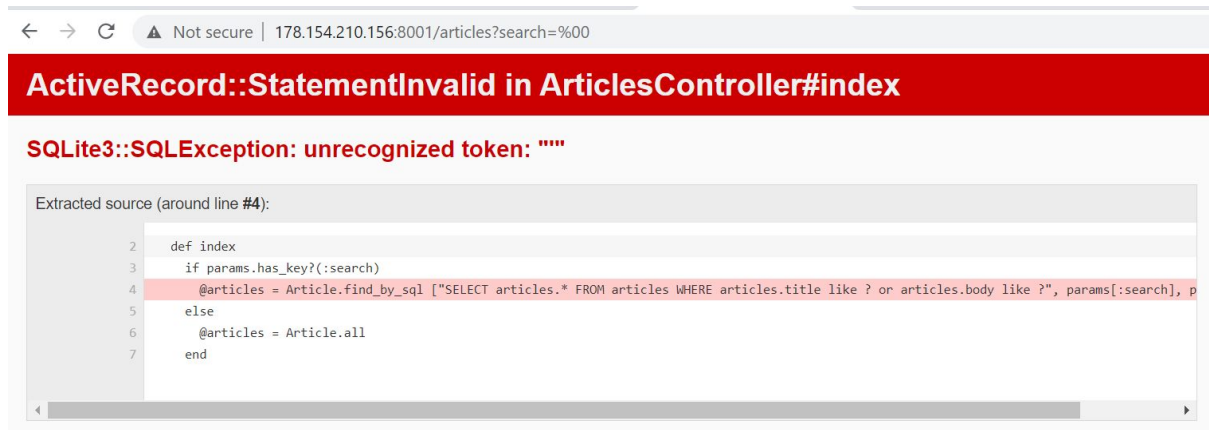 Not secure | 178.154.210.156:8001/articles?search=%00
ActiveRecord::StatementInvalid in ArticlesController#index
SQLite3::SQLException: unrecognized token: "'"
Extracted source (around line #4):
2 def index
3 if params.has_key?(:search)
4 @articles = Article.find_by_sql ["SELECT articles.* FROM articles WHERE articles.title like ? or articles.body like ?", params[:search], p
5 else
6 @articles = Article.all
7 end